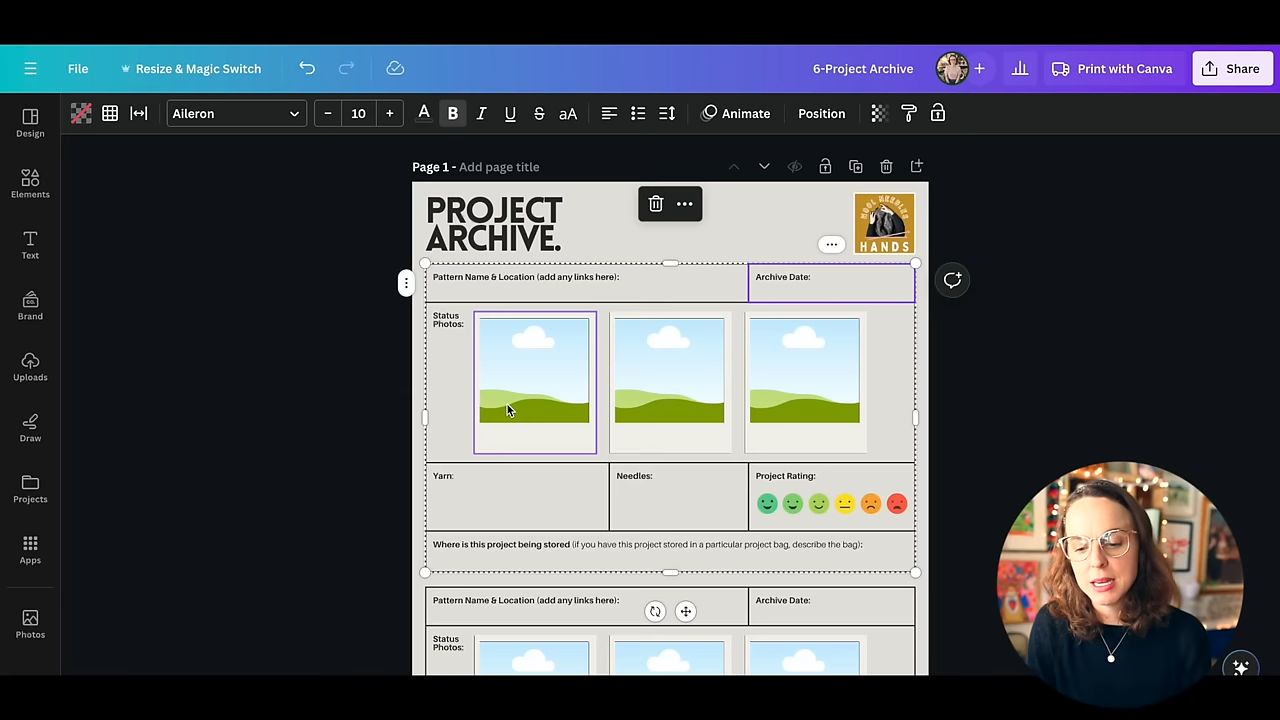 File
Resize & Magic Switch
6-Project Archive
Print with Canva
Share
Aileron
10
Animate
Position
Design
Elements
Text
Brand
Uploads
Draw
Projects
Apps
Photos
Page 1 - Add page title
PROJECT
ARCHIVE.
WOOL NEEDLES
HANDS
Pattern Name & Location (add any links here):
Archive Date:
Status
Photos:
Yarn:
Needles:
Project Rating:
Where is this project being stored (if you have this project stored in a particular project bag, describe the bag):
Pattern Name & Location (add any links here):
Archive Date:
Status
Photos: